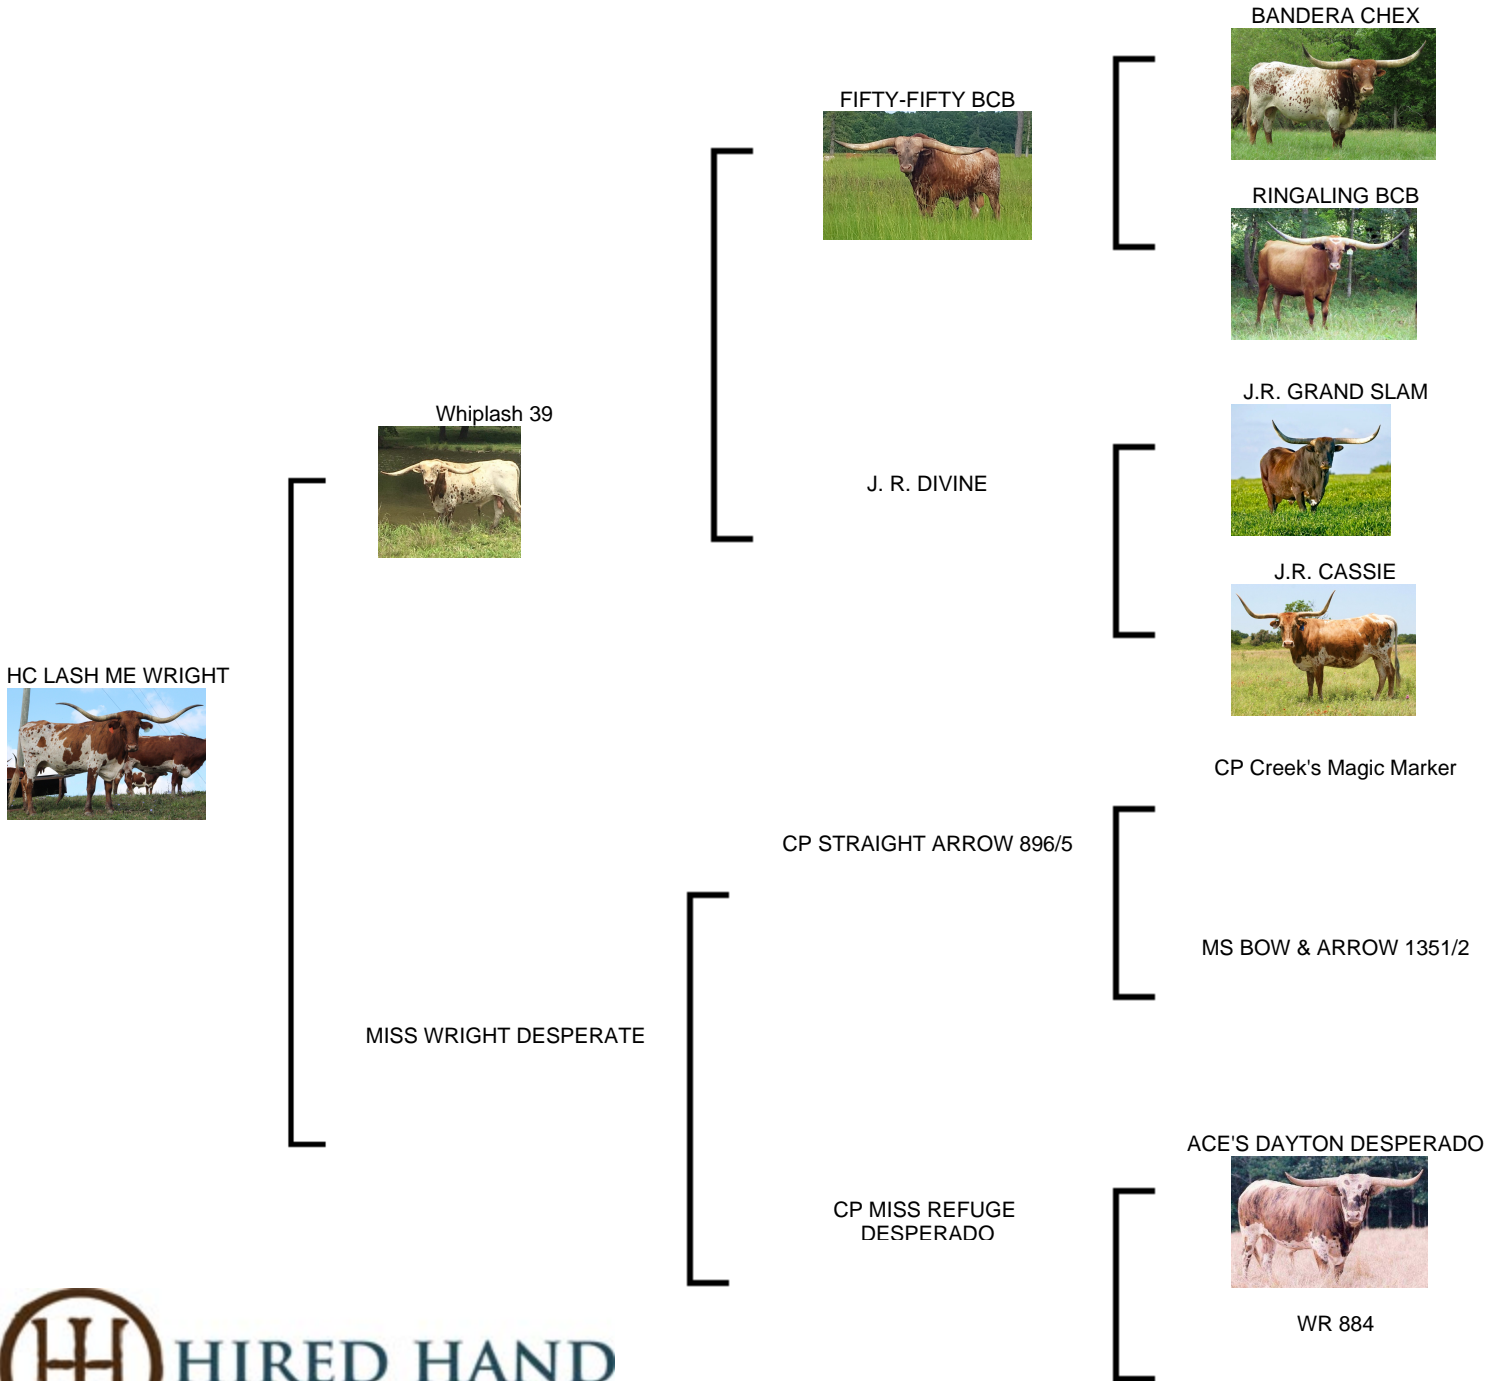 BANDERA CHEX
FIFTY-FIFTY BCB
RINGALING BCB
J.R. GRAND SLAM
Whiplash 39
J. R. DIVINE
J.R. CASSIE
HC LASH ME WRIGHT
CP Creek's Magic Marker
CP STRAIGHT ARROW 896/5
MS BOW & ARROW 1351/2
MISS WRIGHT DESPERATE
ACE'S DAYTON DESPERADO
CP MISS REFUGE
DESPERADO
WR 884
HIRED HAND